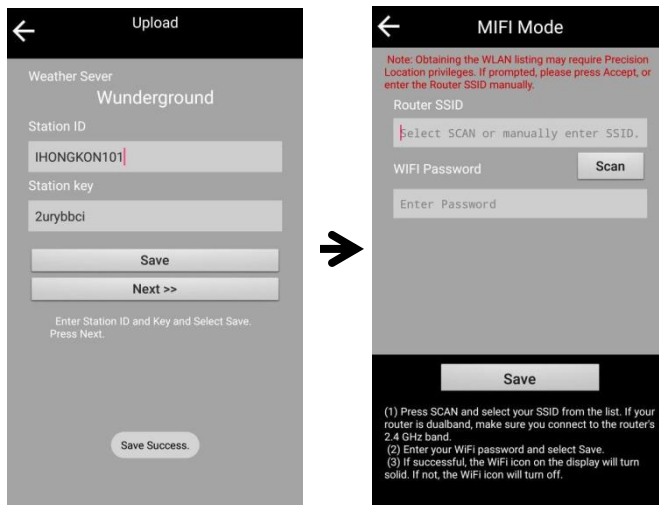 Upload
Weather Sever
Wunderground
Station ID
IHONGKON101
Station key
2urybbci
Save
Next >>
Enter Station ID and Key and Select Save.
Press Next.
Save Success.
MIFI Mode
Note: Obtaining the WLAN listing may require Precision
Location privileges. If prompted, please press Accept, or
enter the Router SSID manually.
Router SSID
Select SCAN or manually enter SSID.
WIFI Password
Scan
Enter Password
Save
(1) Press SCAN and select your SSID from the list. If your
router is dualband, make sure you connect to the router's
2.4 GHz band.
(2) Enter your WiFi password and select Save.
(3) If successful, the WiFi icon on the display will turn
solid. If not, the WiFi icon will turn off.